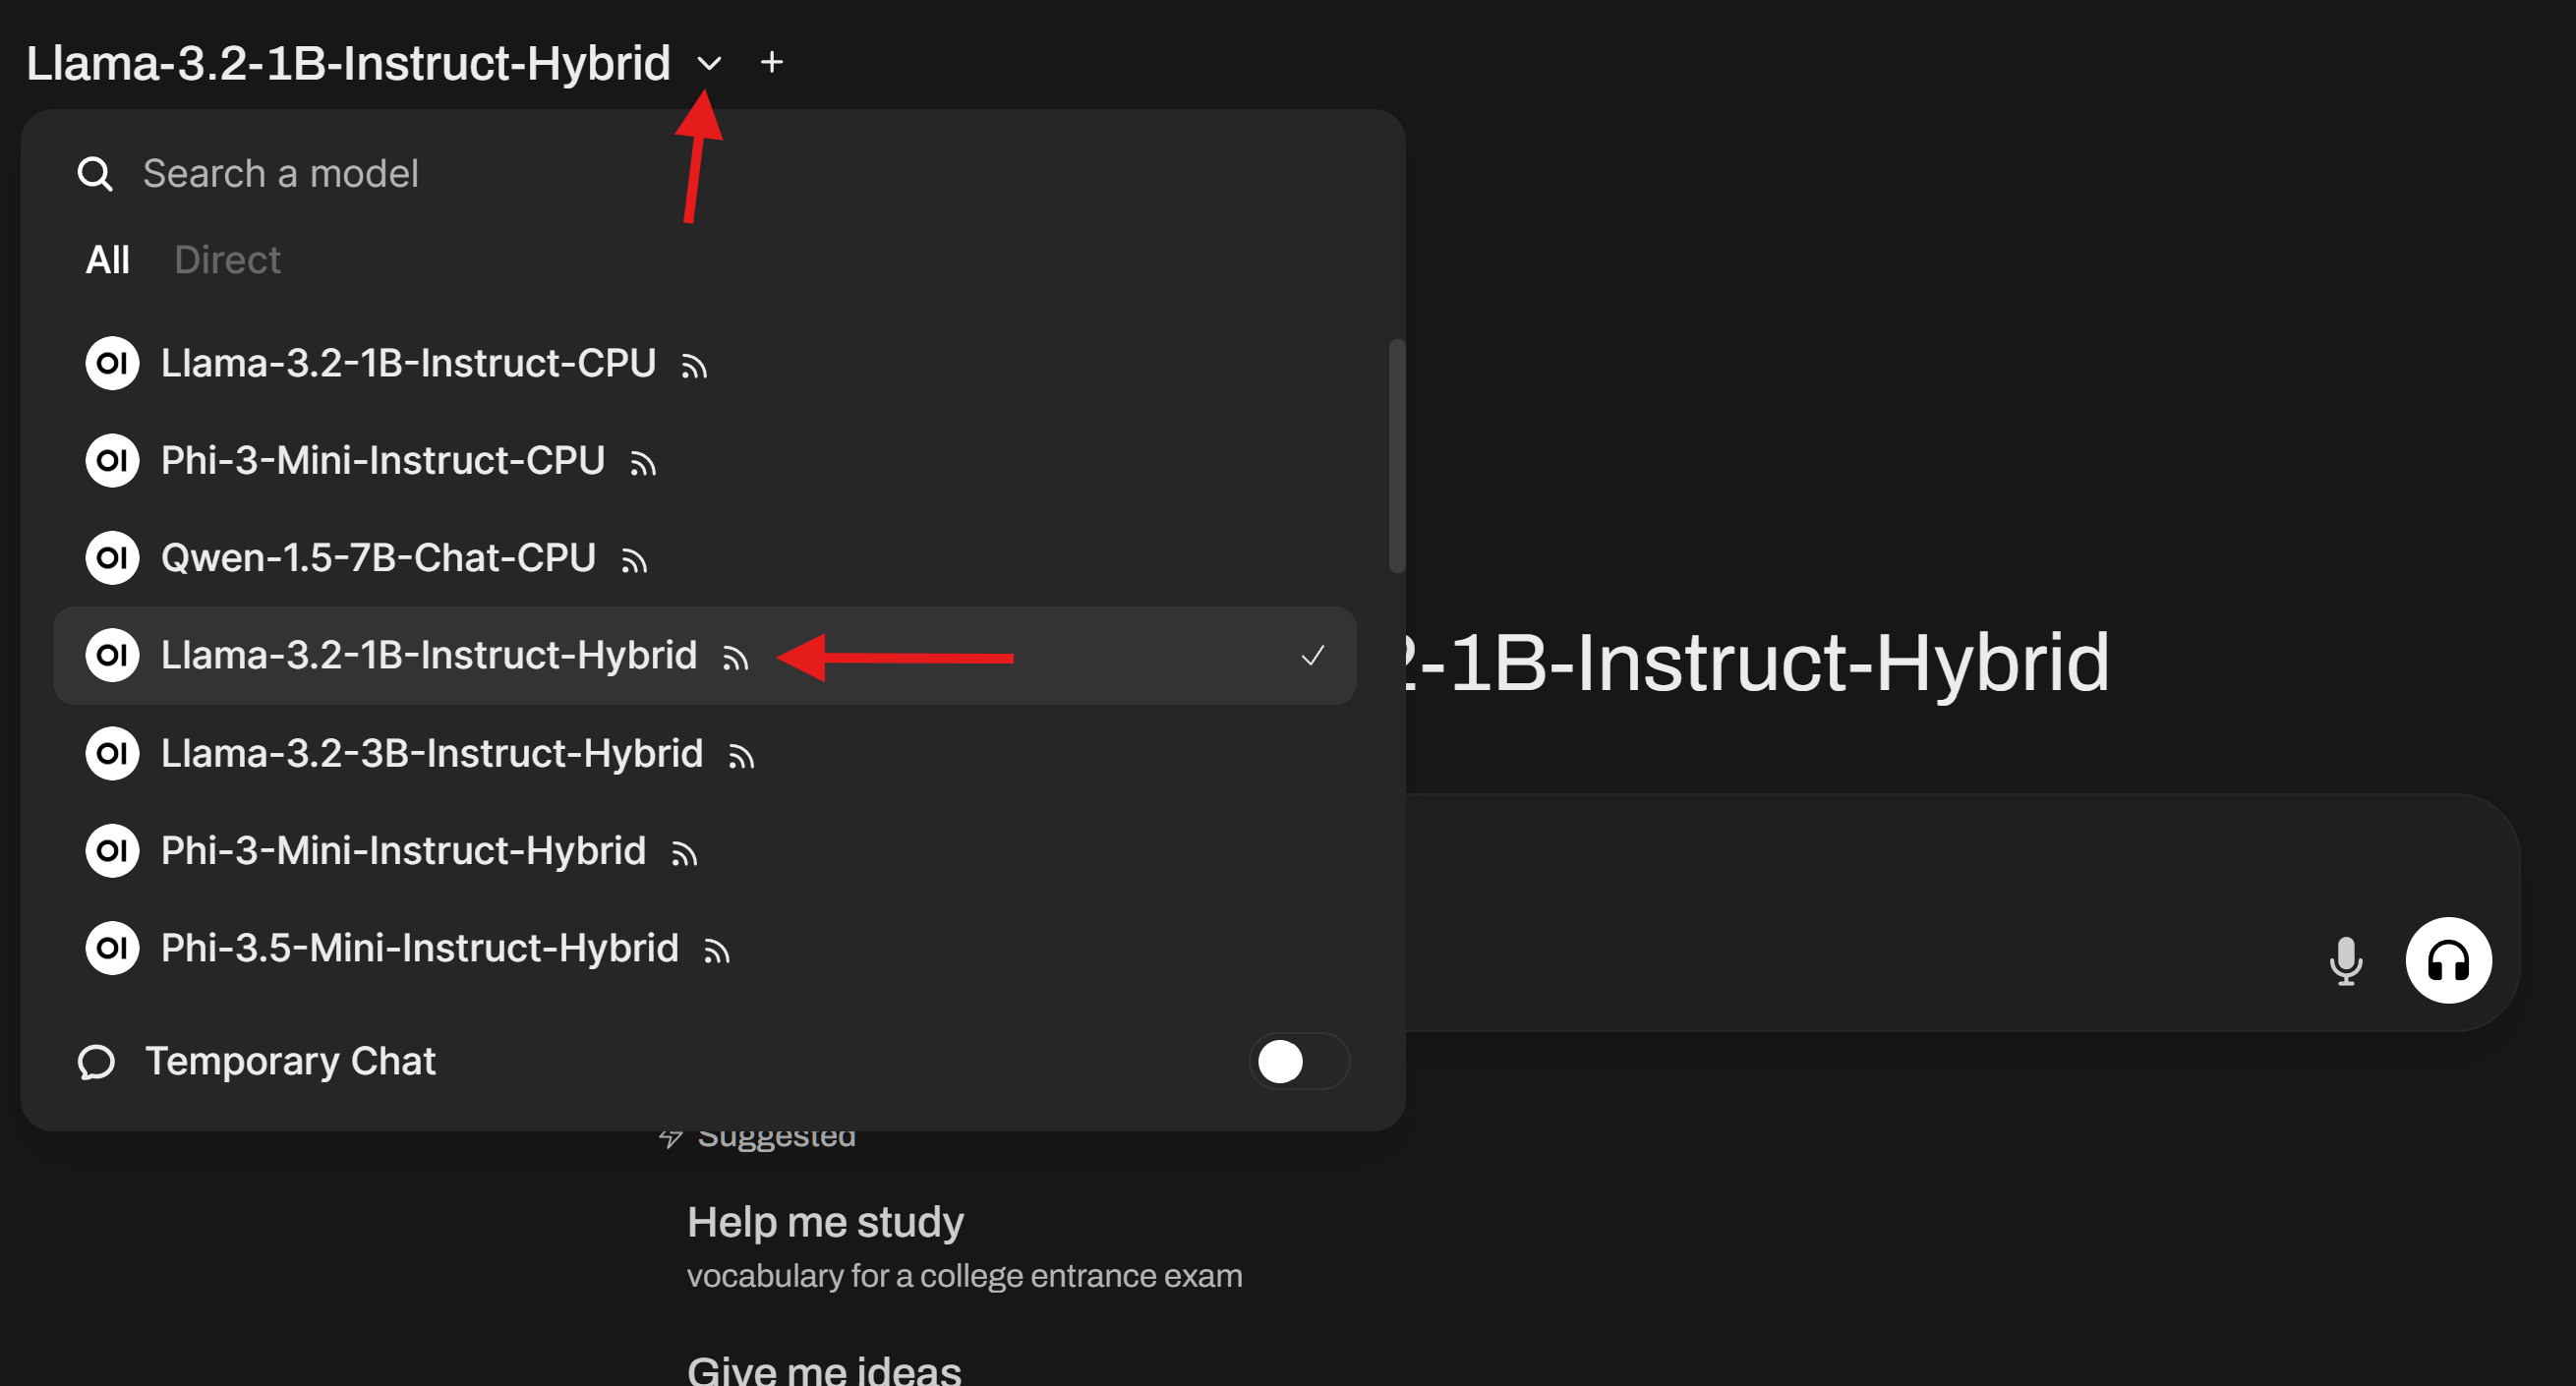 Llama-3.2-1B-Instruct-Hybrid
Search a model
All Direct
OI Llama-3.2-1B-Instruct-CPU
OI Phi-3-Mini-Instruct-CPU
OI Qwen-1.5-7B-Chat-CPU
OI Llama-3.2-1B-Instruct-Hybrid
2-1B-Instruct-Hybrid
OI Llama-3.2-3B-Instruct-Hybrid
OI Phi-3-Mini-Instruct-Hybrid
OI Phi-3.5-Mini-Instruct-Hybrid
Temporary Chat
Suggested
Help me study
vocabulary for a college entrance exam
Give me ideas